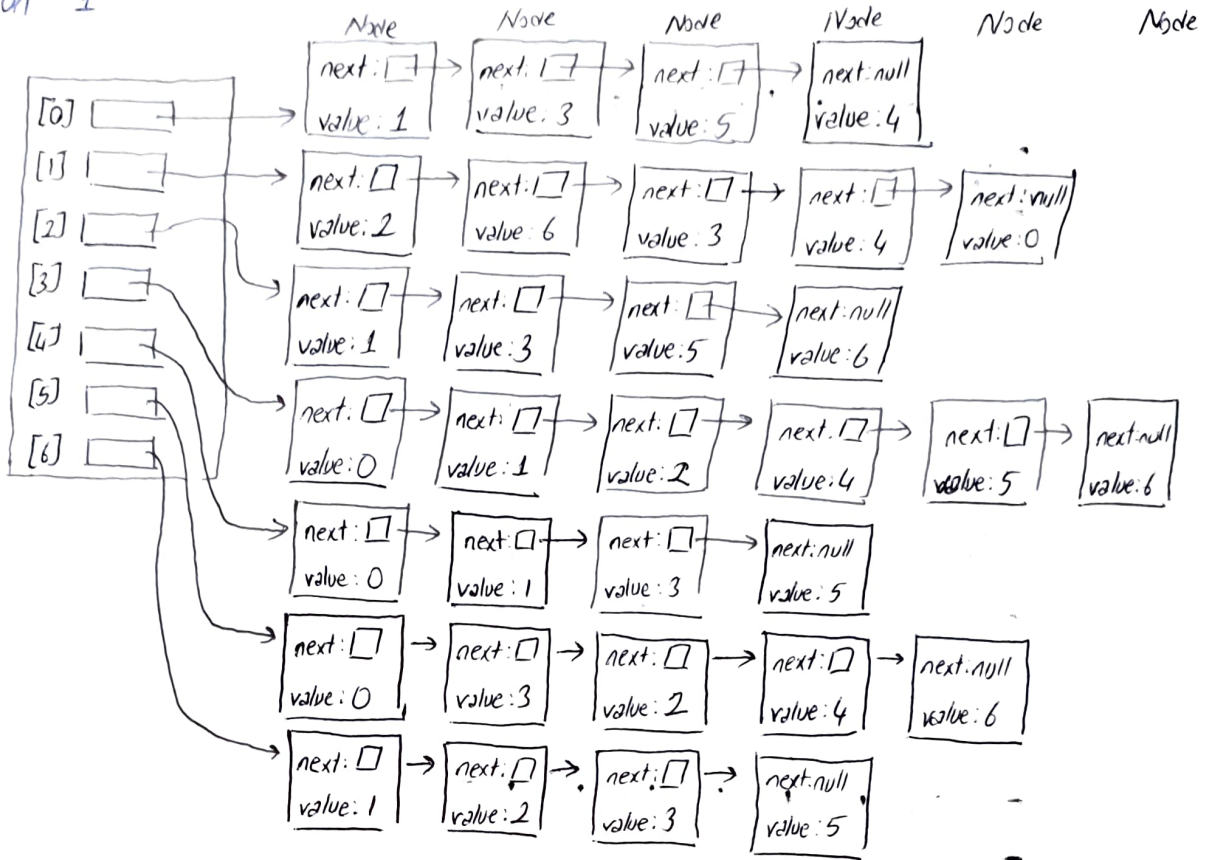 1
Node Node Node Node Node Node
[0] next: next: next: next:null
value: 1 value: 3 value: 5 value: 4
[1] next: next: next: next: next:null
value: 2 value: 6 value: 3 value: 4 value: 0
[2] next: next: next: next:null
value: 1 value: 3 value: 5 value: 6
[3] next: next: next: next: next: next:null
value: 0 value: 1 value: 2 value: 4 value: 5 value: 6
[4] next: next: next: next:null
value: 0 value: 1 value: 3 value: 5
[5] next: next: next: next: next:null
value: 0 value: 3 value: 2 value: 4 value: 6
[6] next: next: next: next:null
value: 1 value: 2 value: 3 value: 5